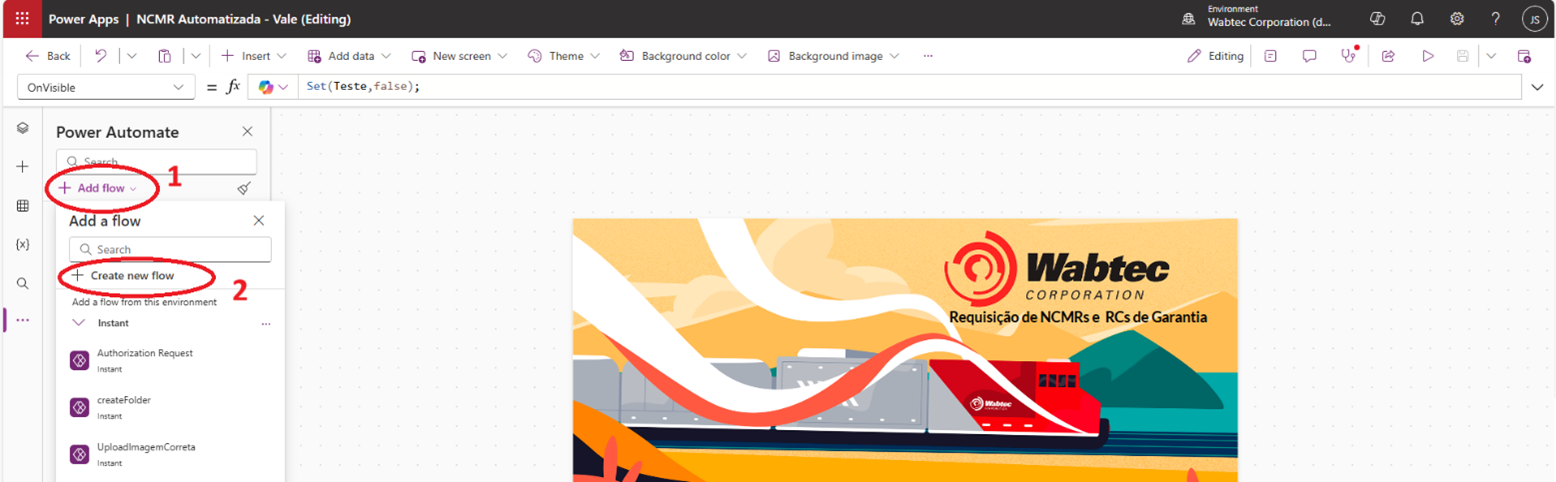 Power Apps | NCMR Automatizada - Vale (Editing)
Environment
Wabtec Corporation (d...
JS
Back
Insert
Add data
New screen
Theme
Background color
Background image
...
Editing
OnVisible
= fx
Set(Teste,false);
Power Automate
Search
1
+ Add flow
Add a flow
Search
+ Create new flow
2
Add a flow from this environment
Instant
...
Authorization Request
Instant
createFolder
Instant
UploadImagemCorreta
Instant
Wabtec
CORPORATION
Requisição de NCMRs e RCs de Garantia
Wabtec